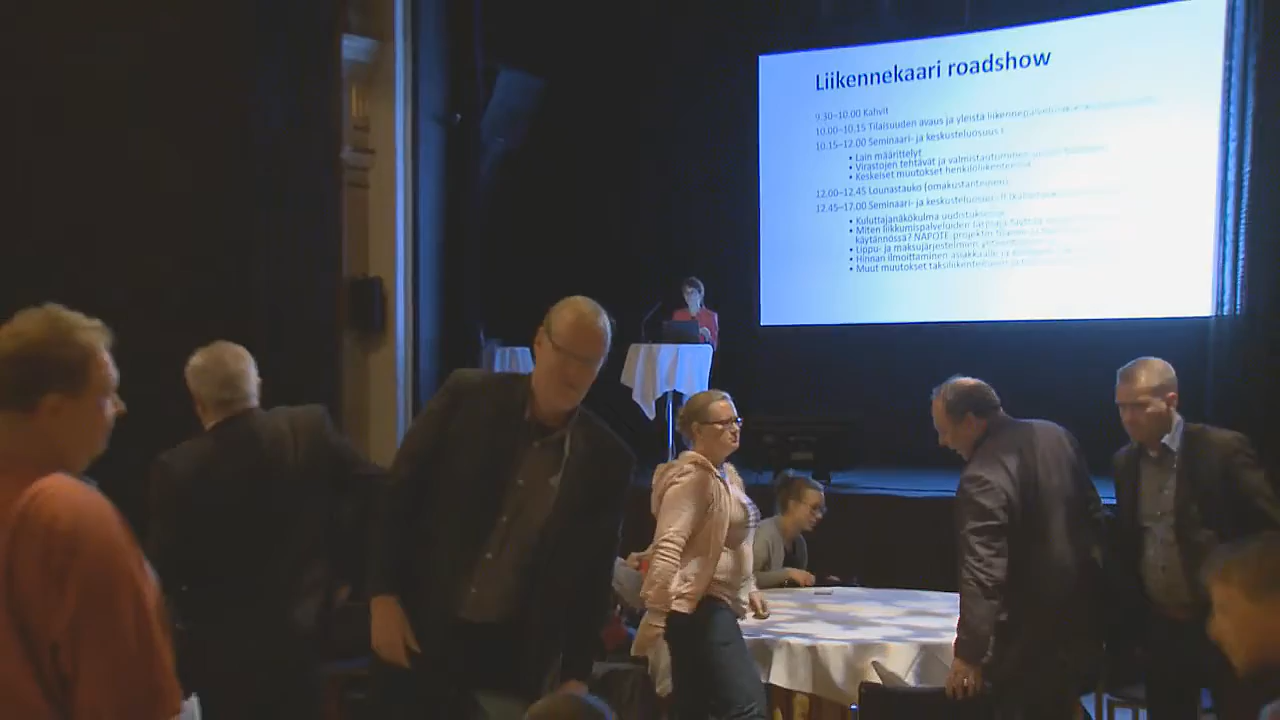 Liikennekaari roadshow
9.30–10.00 Kahvit
10.00–10.15 Tilaisuuden avaus ja yleistä
10.15–12.00 Seminaari- ja keskusteluosuus I
• Lain määrittelyt
• Virastojen tehtävät ja valmistautuminen
• Keskeiset muutokset henkilöliikenteessä
12.00–12.45 Lounastauko (omakustanteinen)
12.45–17.00 Seminaari- ja keskusteluosuus II
• Kuluttajanäkökulma uudistuksessa
• Miten liikkumispalveluiden
käytännössä? NAPOTE-projektin
• Lippu- ja maksujärjestelmien
• Hinnan ilmoittaminen asiakkaalle ja
• Muut muutokset